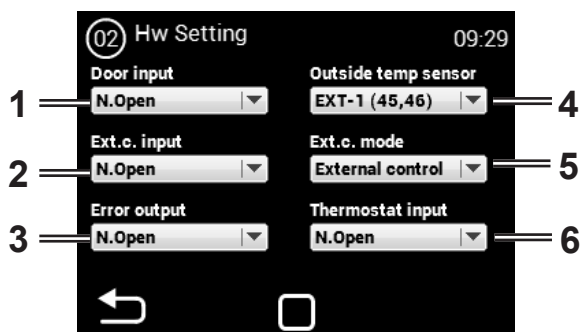 02 Hw Setting 09:29
Door input Outside temp sensor
1 N.Open EXT-1 (45,46) 4
Ext.c. input Ext.c. mode
2 N.Open External control 5
Error output Thermostat input
3 N.Open N.Open 6